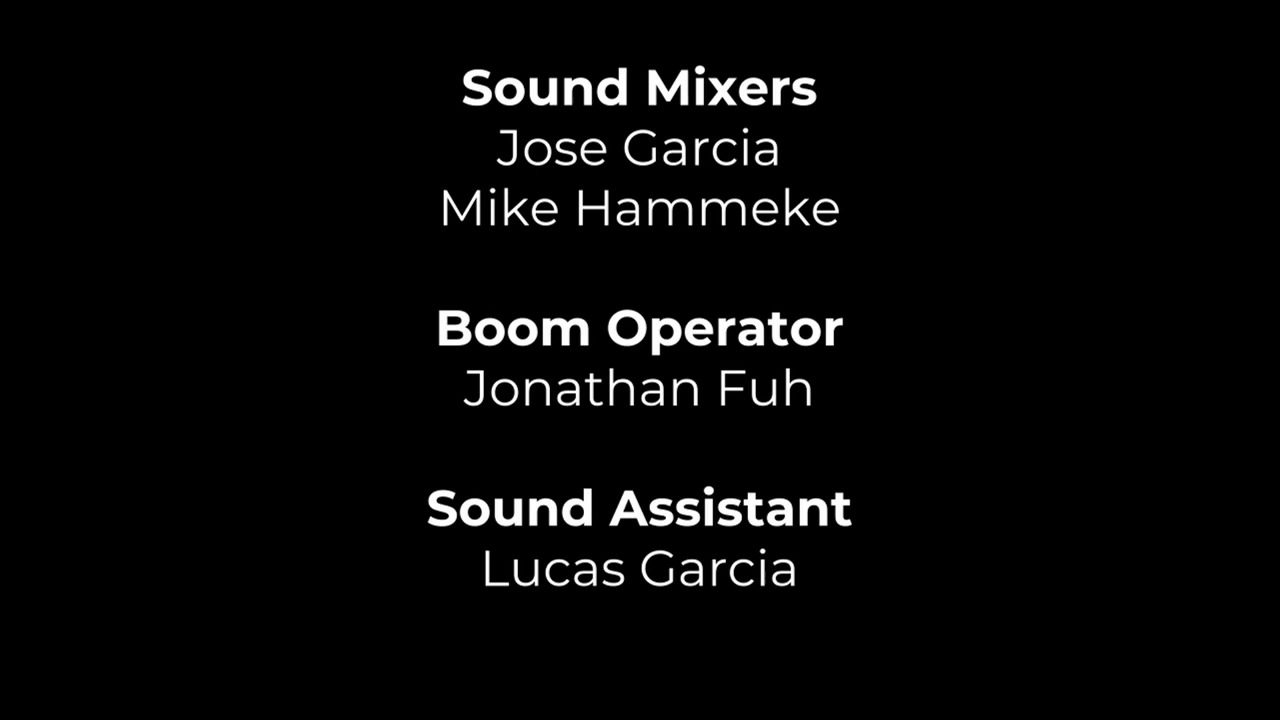 Sound Mixers
Jose Garcia
Mike Hammeke
Boom Operator
Jonathan Fuh
Sound Assistant
Lucas Garcia